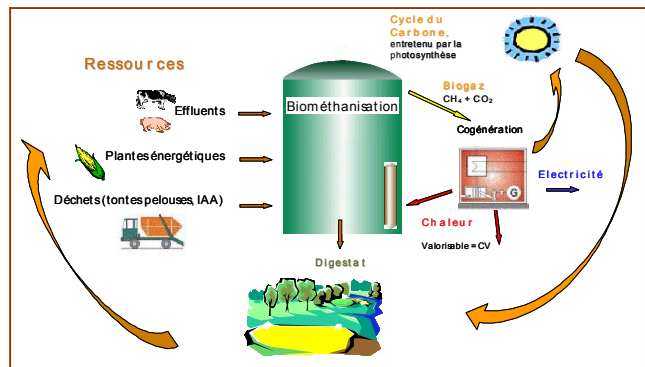 Cycle du
Carbone,
entretenu par la
photosynthèse
Ressources
Biogaz
CH₄ + CO₂
Effluents
Biométhanisation
Cogénération
Plantes énergétiques
Electricité
G
Déchets (tontes pelouses, IAA)
Chaleur
Valorisable = CV
Digestat